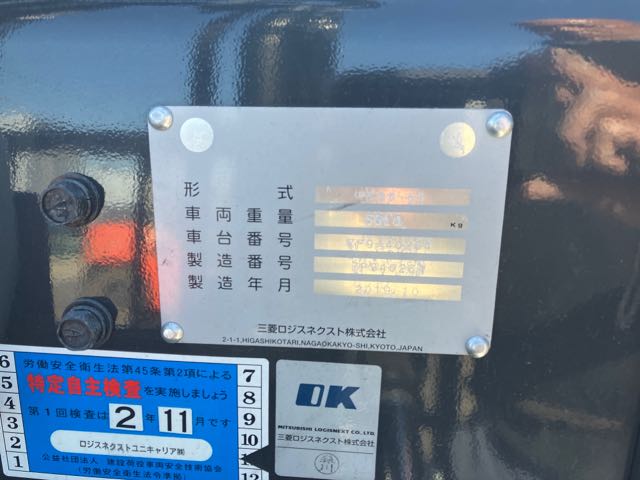 形式
車両重量 Kg
車台番号
製造番号
製造年月 2019.10
三菱ロジスネクスト株式会社
2-1-1,HIGASHIKOTARI,NAGAOKAKYO-SHI,KYOTO,JAPAN
労働安全衛生法第45条第2項による
特定自主検査を実施しましょう
第1回検査は2年11月です
ロジスネクストユニキャリア㈱
公益社団法人 建設荷役車両安全技術協会
(労働安全衛生法令準拠)
6
5
4
3
2
1
7
8
9
10
12
OK
MITSUBISHI LOGISNEXT CO., LTD.
三菱ロジスネクスト株式会社